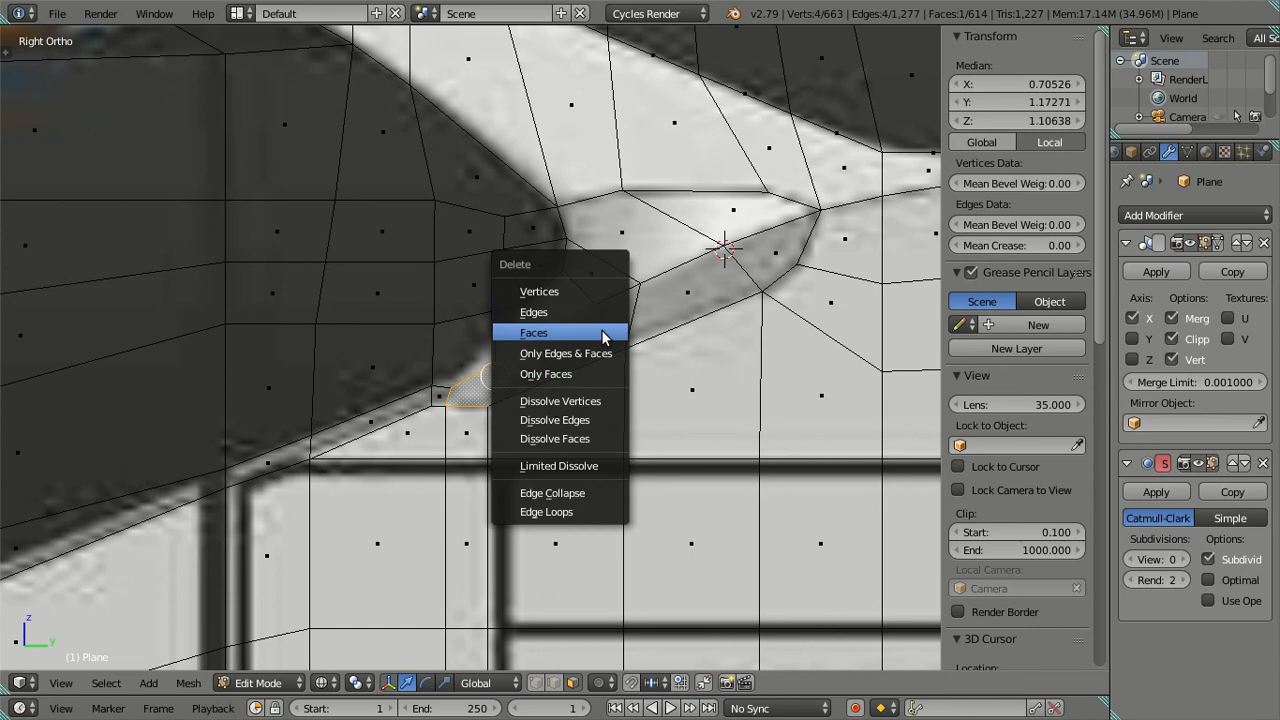 File Render Window Help Default Scene Cycles Render v2.79 | Verts:4/663 | Edges:4/1,277 | Faces:1/614 | Tris:1,227 | Mem:17.14M (34.96M) | Plane
Right Ortho
Delete
Vertices
Edges
Faces
Only Edges & Faces
Only Faces
Dissolve Vertices
Dissolve Edges
Dissolve Faces
Limited Dissolve
Edge Collapse
Edge Loops
z
y
(1) Plane
Transform
Median:
X: 0.70526
Y: 1.17271
Z: 1.10638
Global Local
Vertices Data:
Mean Bevel Weig: 0.00
Edges Data:
Mean Bevel Weig: 0.00
Mean Crease: 0.00
Grease Pencil Layers
Scene Object
New
New Layer
View
Lens: 35.000
Lock to Object:
Lock to Cursor
Lock Camera to View
Clip:
Start: 0.100
End: 1000.000
Local Camera:
Camera
Render Border
3D Cursor
Location:
View Search All Sc
Scene
RenderL
World
Camera
Plane
Add Modifier
Apply Copy
Axis: Options: Textures:
X Merg U
Y Clipp V
Z Vert
Merge Limit: 0.001000
Mirror Object:
S
Apply Copy
Catmull-Clark Simple
Subdivisions: Options:
View: 0 Subdivid
Rend: 2 Optimal
Use Ope
View Select Add Mesh Edit Mode Global
View Marker Frame Playback Start: 1 End: 250 1 No Sync